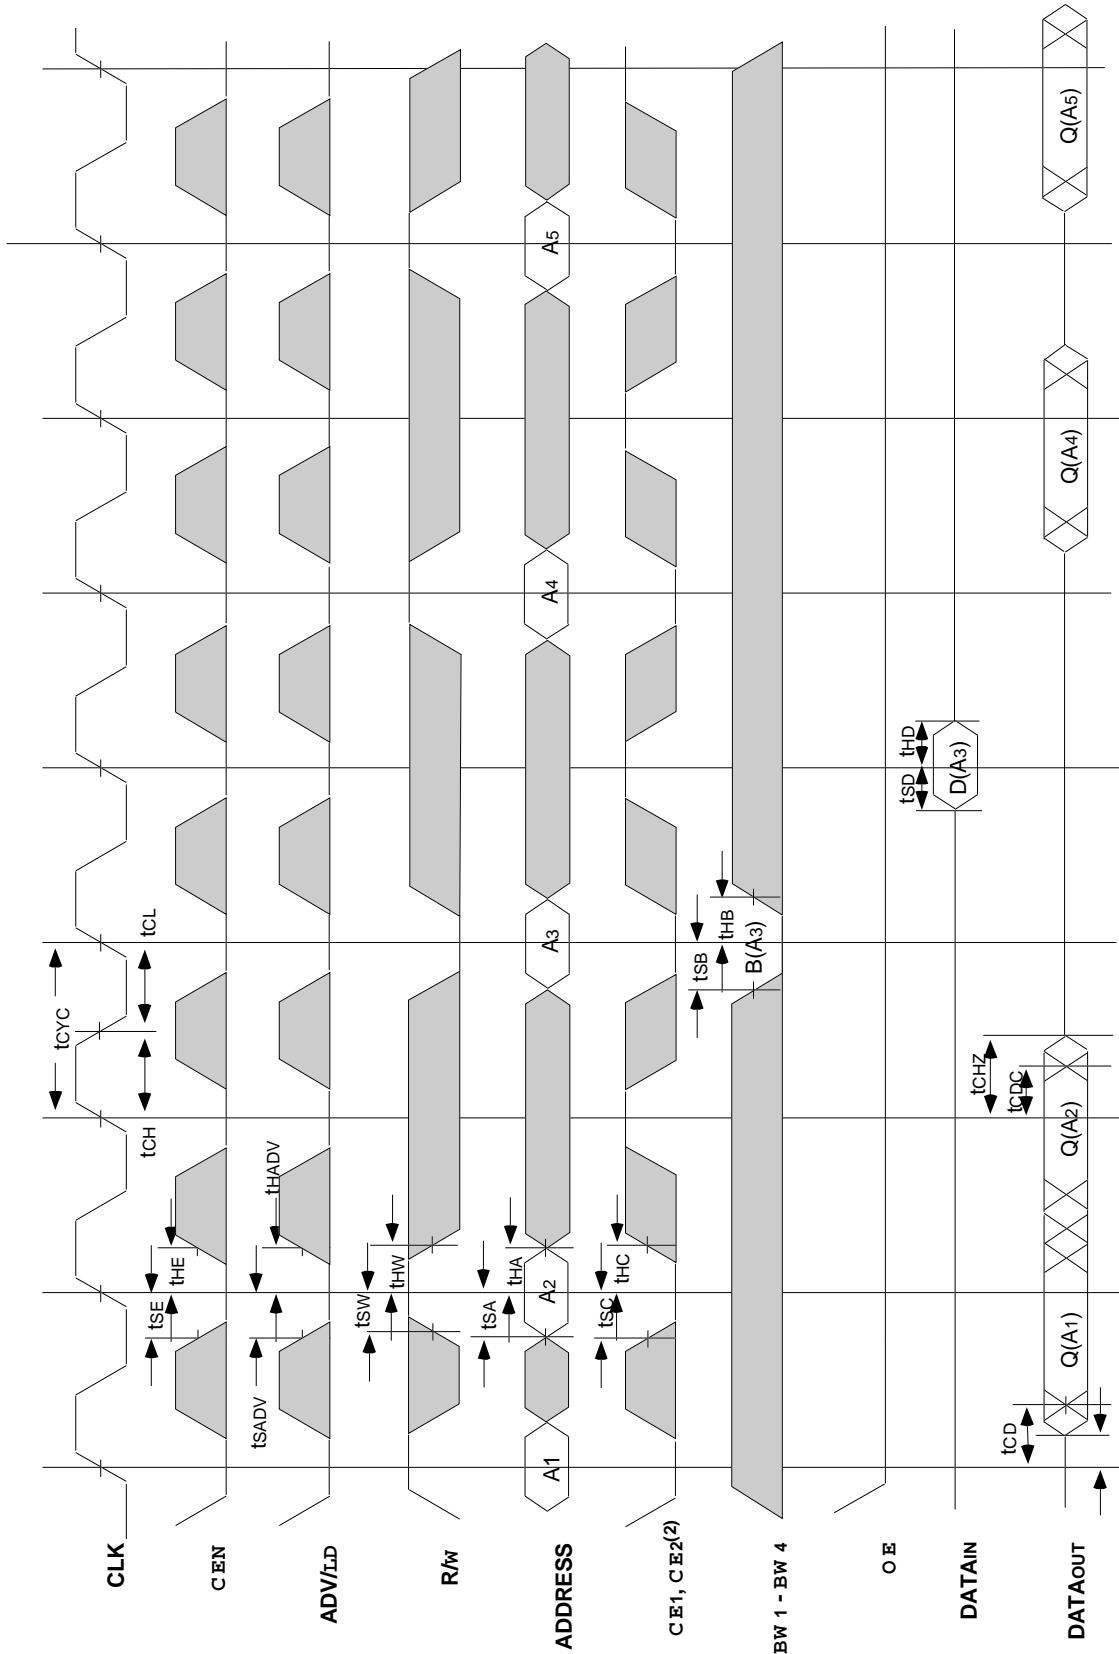 CLK
tCYC
tCH
tCL
CEN
tSE
tHE
ADV/LD
tSADV
tHADV
R/W
tSW
tHW
ADDRESS
A1
A2
A3
A4
A5
tSA
tHA
CE1, CE2(2)
tSC
tHC
BW1 - BW4
tSB
tHB
B(A3)
OE
DATAIN
tSD
tHD
D(A3)
DATAOUT
tCD
tCHZ
tCDC
Q(A1)
Q(A2)
Q(A4)
Q(A5)